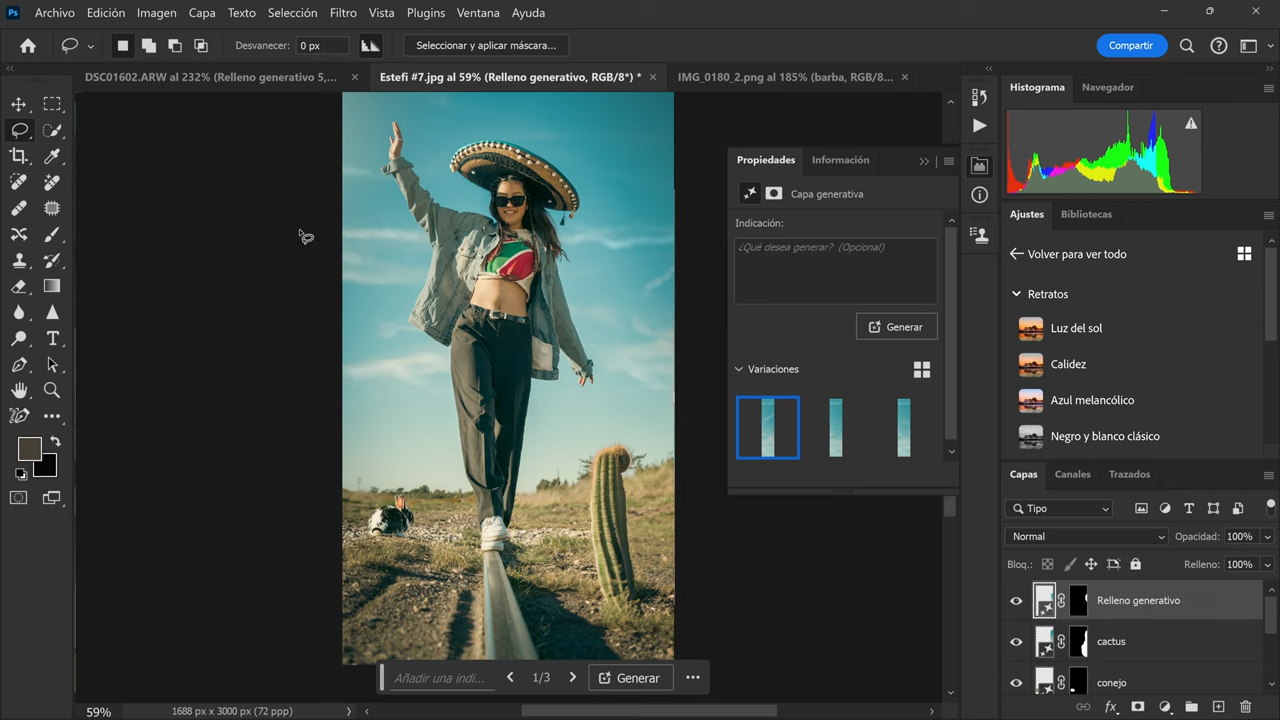 Ps Archivo Edición Imagen Capa Texto Selección Filtro Vista Plugins Ventana Ayuda
Desvanecer: 0 px Seleccionar y aplicar máscara... Compartir
DSC01602.ARW al 232% (Relleno generativo 5,... Estefi #7.jpg al 59% (Relleno generativo, RGB/8*) * IMG_0180_2.png al 185% (barba, RGB/8...
Histograma Navegador
Propiedades Información
Capa generativa
Indicación:
¿Qué desea generar? (Opcional)
Generar
Variaciones
Ajustes Bibliotecas
Volver para ver todo
Retratos
Luz del sol
Calidez
Azul melancólico
Negro y blanco clásico
Capas Canales Trazados
Tipo
Normal Opacidad: 100%
Bloq.: Relleno: 100%
Relleno generativo
cactus
conejo
Añadir una indi... 1/3 Generar
59% 1688 px x 3000 px (72 ppp)